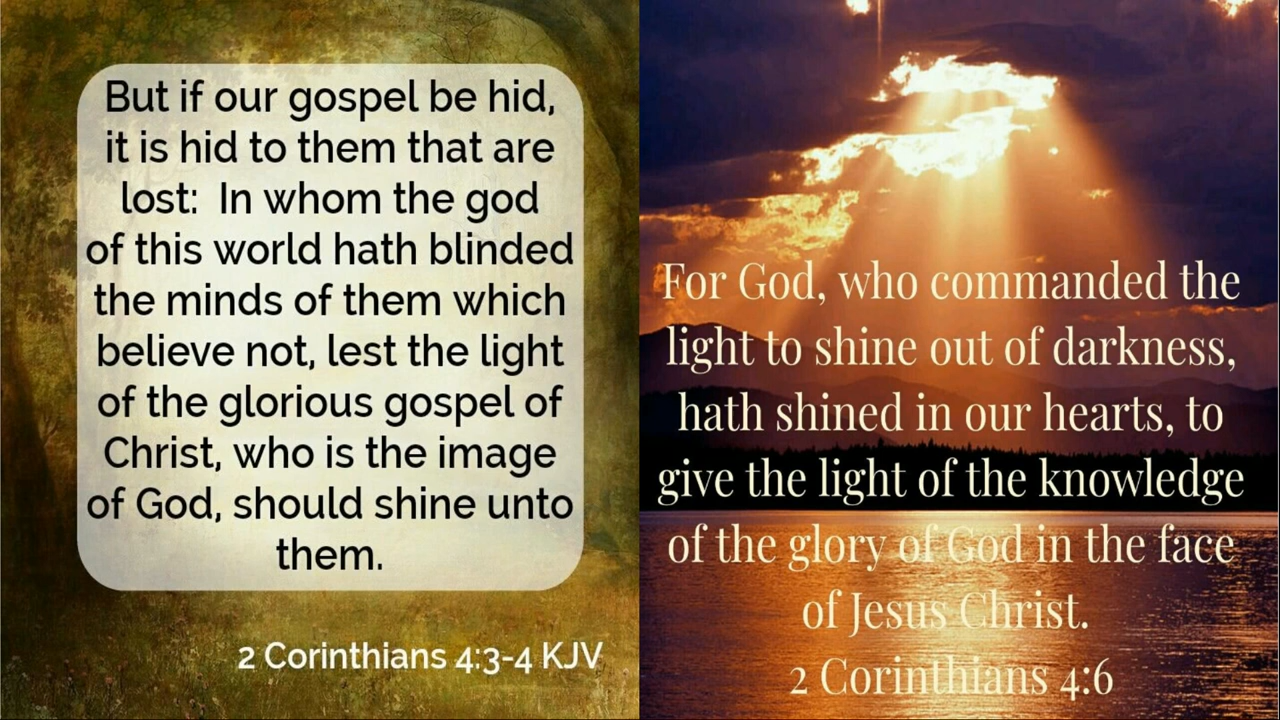 But if our gospel be hid,
it is hid to them that are
lost: In whom the god
of this world hath blinded
the minds of them which
believe not, lest the light
of the glorious gospel of
Christ, who is the image
of God, should shine unto
them.
2 Corinthians 4:3-4 KJV
For God, who commanded the
light to shine out of darkness,
hath shined in our hearts, to
give the light of the knowledge
of the glory of God in the face
of Jesus Christ.
2 Corinthians 4:6